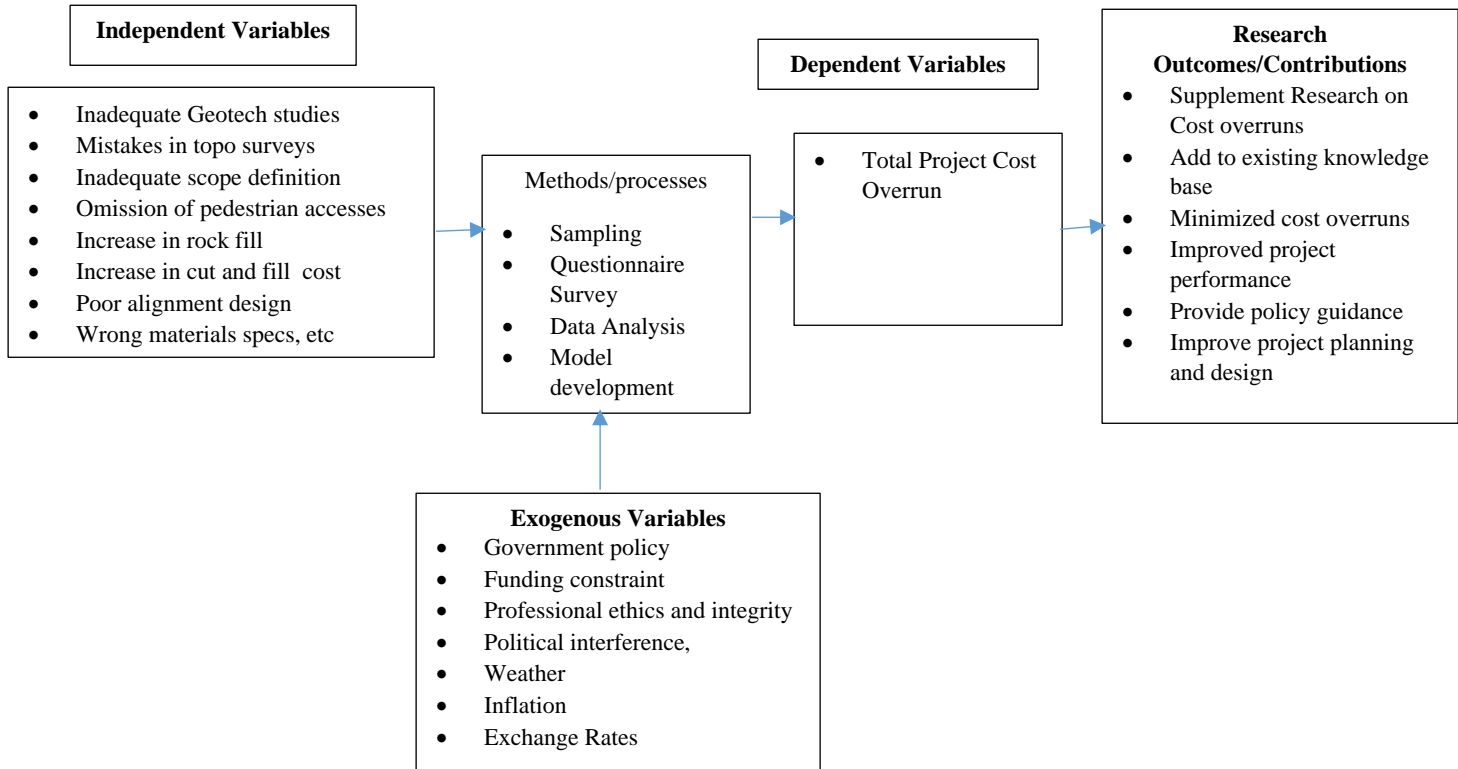 Independent Variables
• Inadequate Geotech studies
• Mistakes in topo surveys
• Inadequate scope definition
• Omission of pedestrian accesses
• Increase in rock fill
• Increase in cut and fill cost
• Poor alignment design
• Wrong materials specs, etc
Methods/processes
• Sampling
• Questionnaire
Survey
• Data Analysis
• Model
development
Exogenous Variables
• Government policy
• Funding constraint
• Professional ethics and integrity
• Political interference,
• Weather
• Inflation
• Exchange Rates
Dependent Variables
• Total Project Cost
Overrun
Research
Outcomes/Contributions
• Supplement Research on
Cost overruns
• Add to existing knowledge
base
• Minimized cost overruns
• Improved project
performance
• Provide policy guidance
• Improve project planning
and design